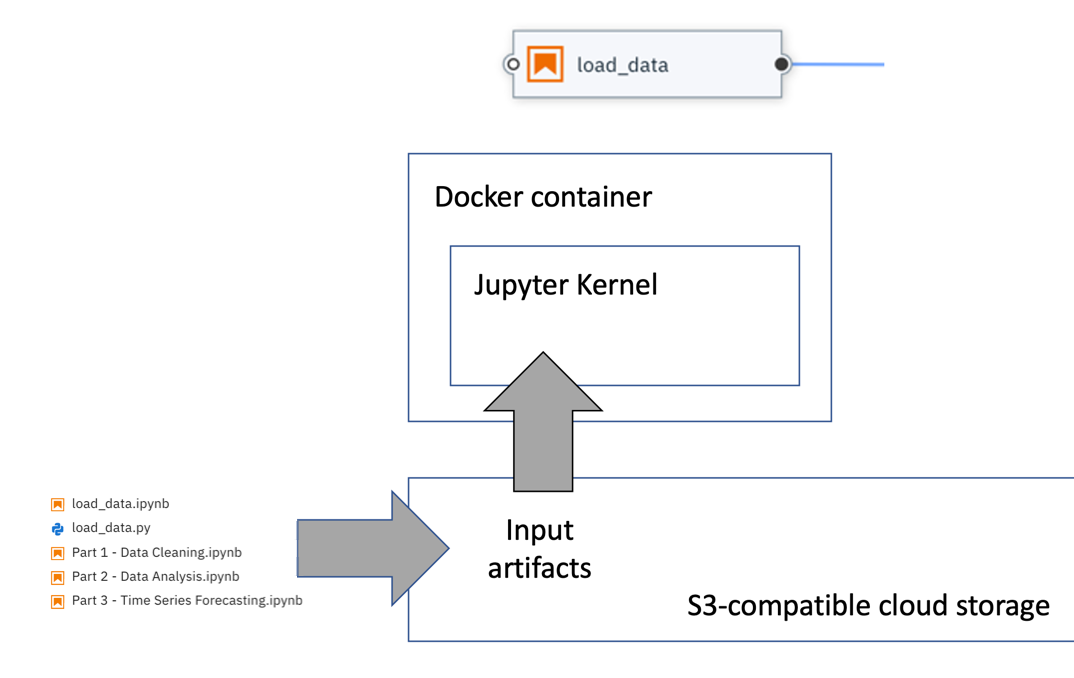 load_data
Docker container
Jupyter Kernel
load_data.ipynb
load_data.py
Part 1 - Data Cleaning.ipynb
Part 2 - Data Analysis.ipynb
Part 3 - Time Series Forecasting.ipynb
Input
artifacts
S3-compatible cloud storage